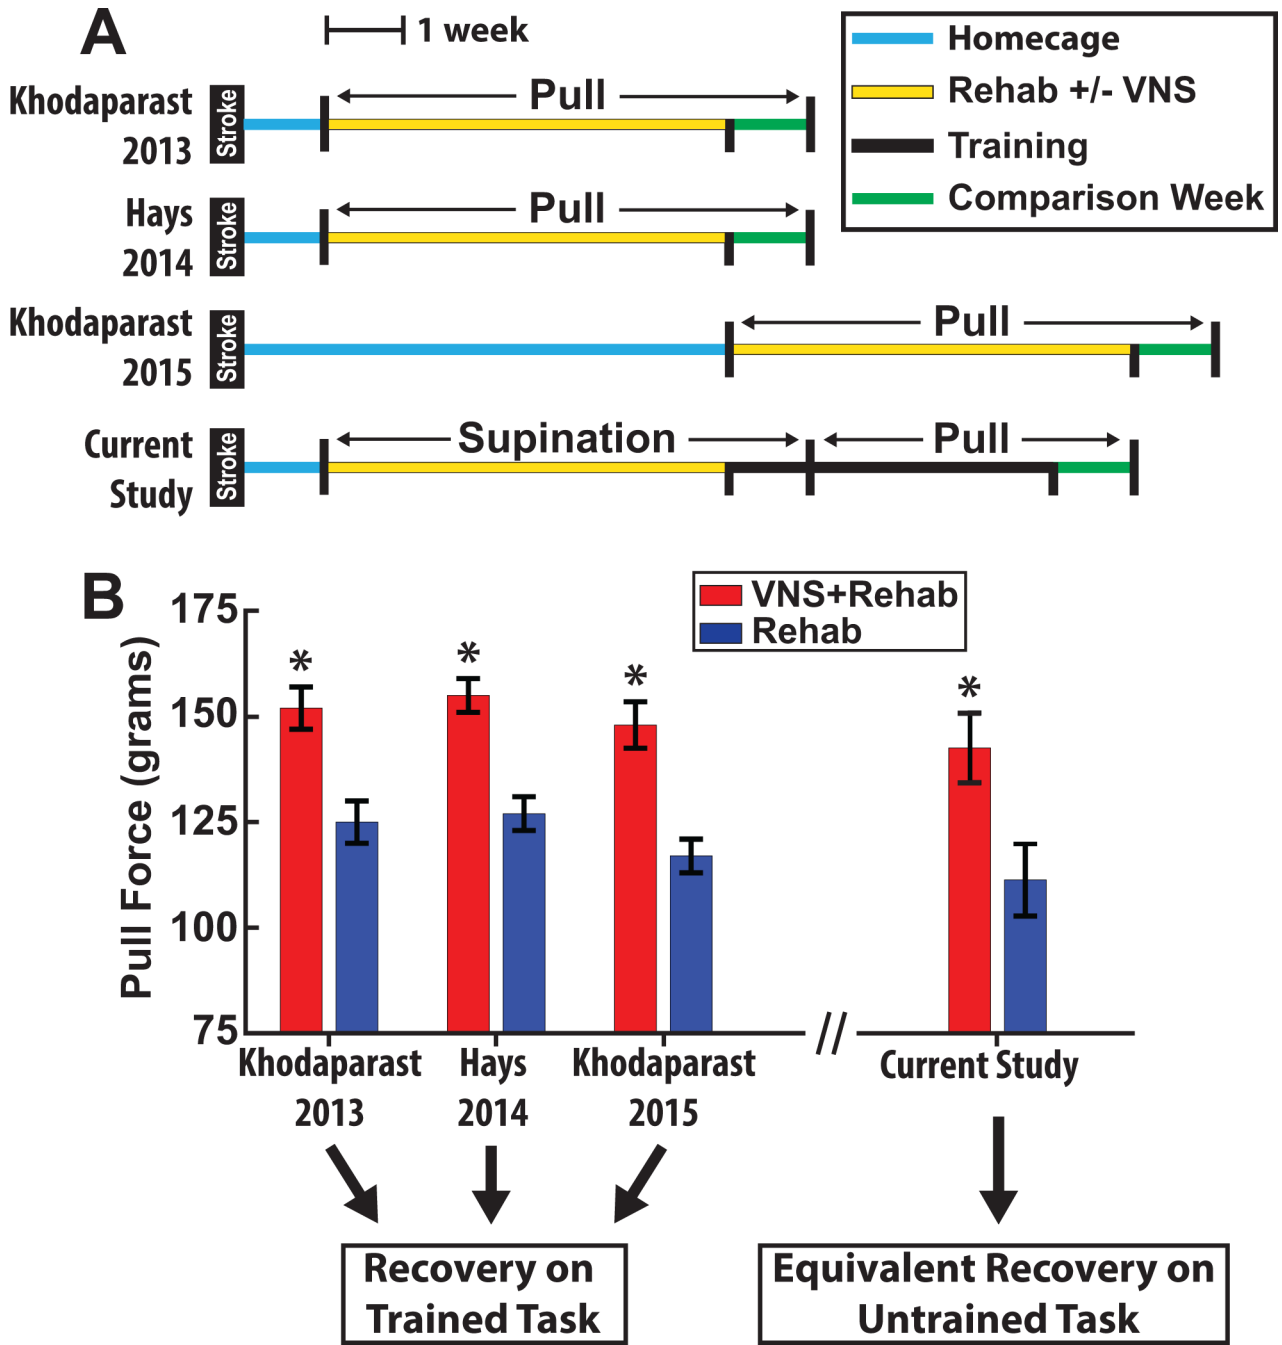 A
1 week
Homecage
Rehab +/- VNS
Training
Comparison Week
Khodaparast
2013
Stroke
Pull
Hays
2014
Stroke
Pull
Khodaparast
2015
Stroke
Pull
Current
Study
Stroke
Supination
Pull
B
VNS+Rehab
Rehab
Pull Force (grams)
175
150
125
100
75
*
*
*
*
//
Khodaparast
2013
Hays
2014
Khodaparast
2015
Current Study
Recovery on
Trained Task
Equivalent Recovery on
Untrained Task